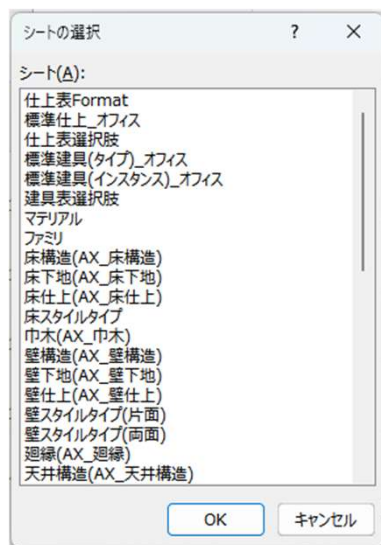 シートの選択 ? ×
シート(A):
仕上表Format
標準仕上_オフィス
仕上表選択肢
標準建具(タイプ)_オフィス
標準建具(インスタンス)_オフィス
建具表選択肢
マテリアル
ファミリ
床構造(AX_床構造)
床下地(AX_床下地)
床仕上(AX_床仕上)
床スタイルタイプ
巾木(AX_巾木)
壁構造(AX_壁構造)
壁下地(AX_壁下地)
壁仕上(AX_壁仕上)
壁スタイルタイプ(片面)
壁スタイルタイプ(両面)
廻縁(AX_廻縁)
天井構造(AX_天井構造)
OK キャンセル